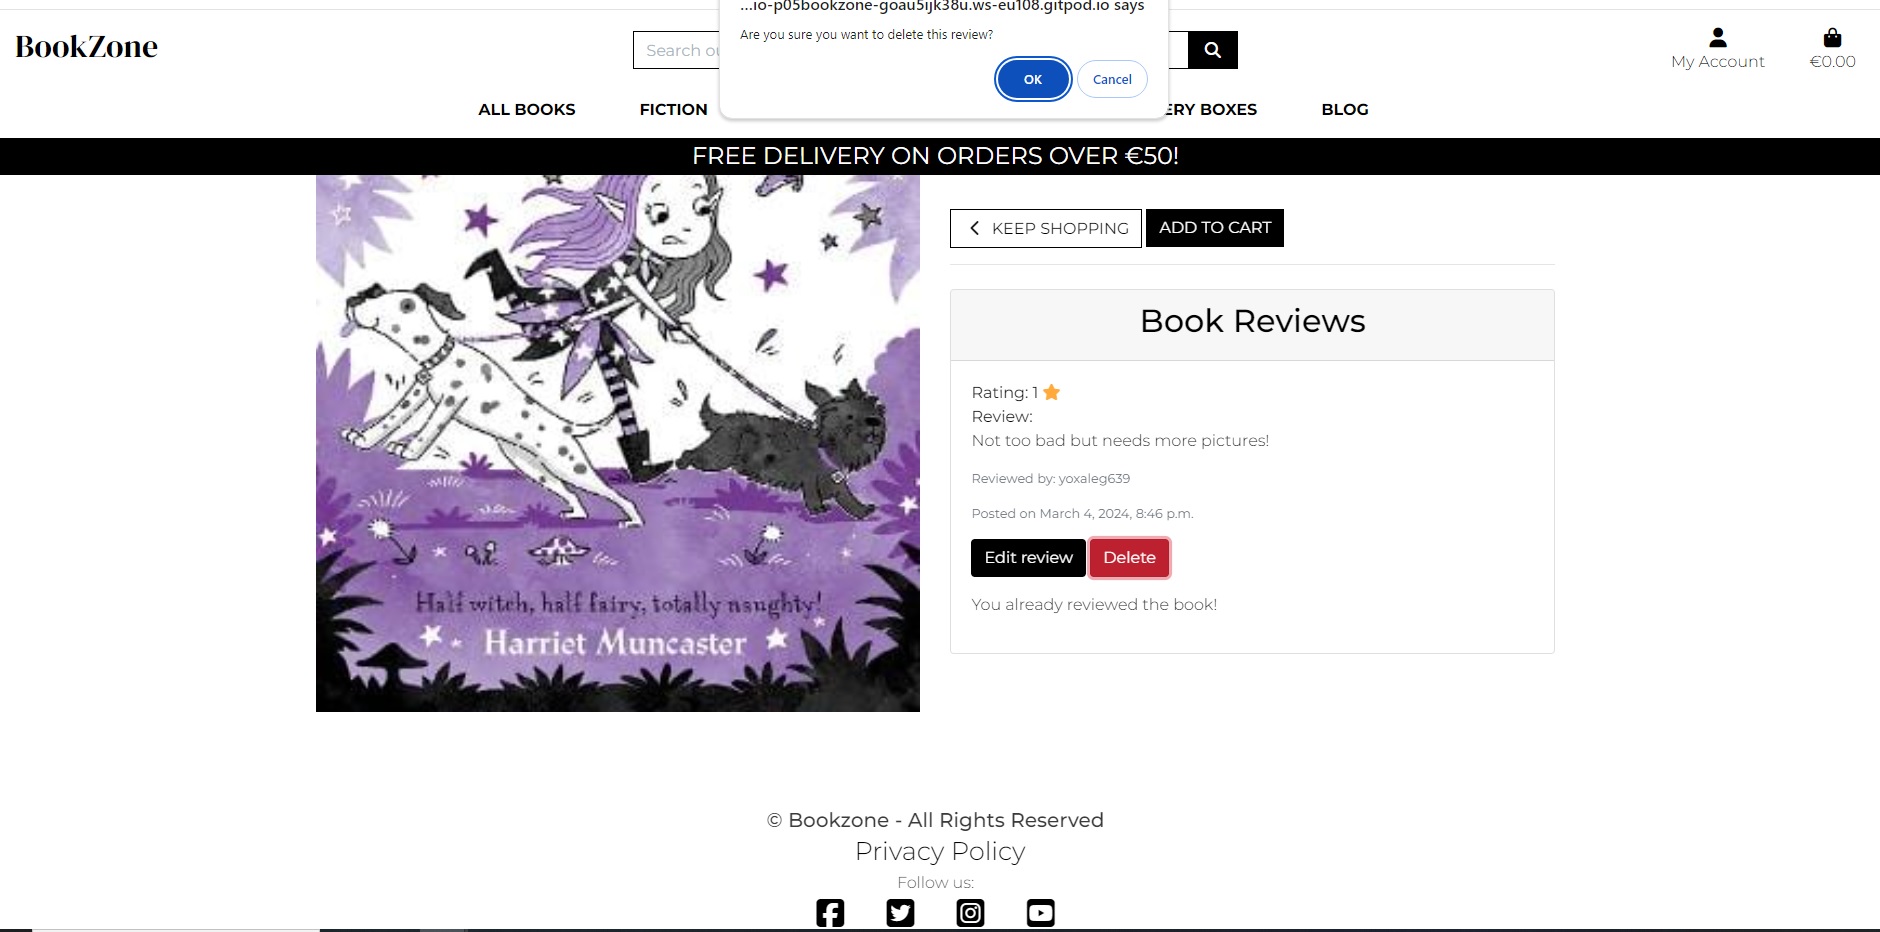 ...io-p05bookzone-goau5ijk38u.ws-eu108.gitpod.io says
Are you sure you want to delete this review?
OK
Cancel
BookZone
Search
My Account
€0.00
ALL BOOKS
FICTION
BOXES
BLOG
FREE DELIVERY ON ORDERS OVER €50!
KEEP SHOPPING
ADD TO CART
Book Reviews
Rating: 1
Review:
Not too bad but needs more pictures!
Reviewed by: yoxaleg639
Posted on March 4, 2024, 8:46 p.m.
Edit review
Delete
You already reviewed the book!
Half witch, half fairy, totally naughty!
Harriet Muncaster
© Bookzone - All Rights Reserved
Privacy Policy
Follow us: